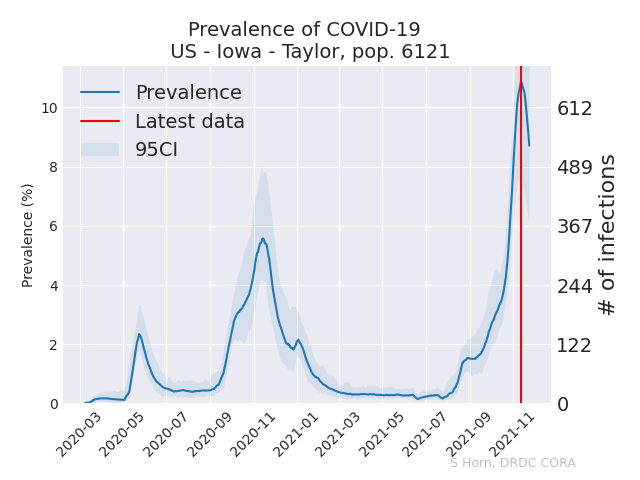 Prevalence of COVID-19
US - Iowa - Taylor, pop. 6121
Prevalence
Latest data
95CI
Prevalence (%)
10
8
6
4
2
0
# of infections
612
489
367
244
122
0
2020-03
2020-05
2020-07
2020-09
2020-11
2021-01
2021-03
2021-05
2021-07
2021-09
2021-11
S Horn, DRDC CORA